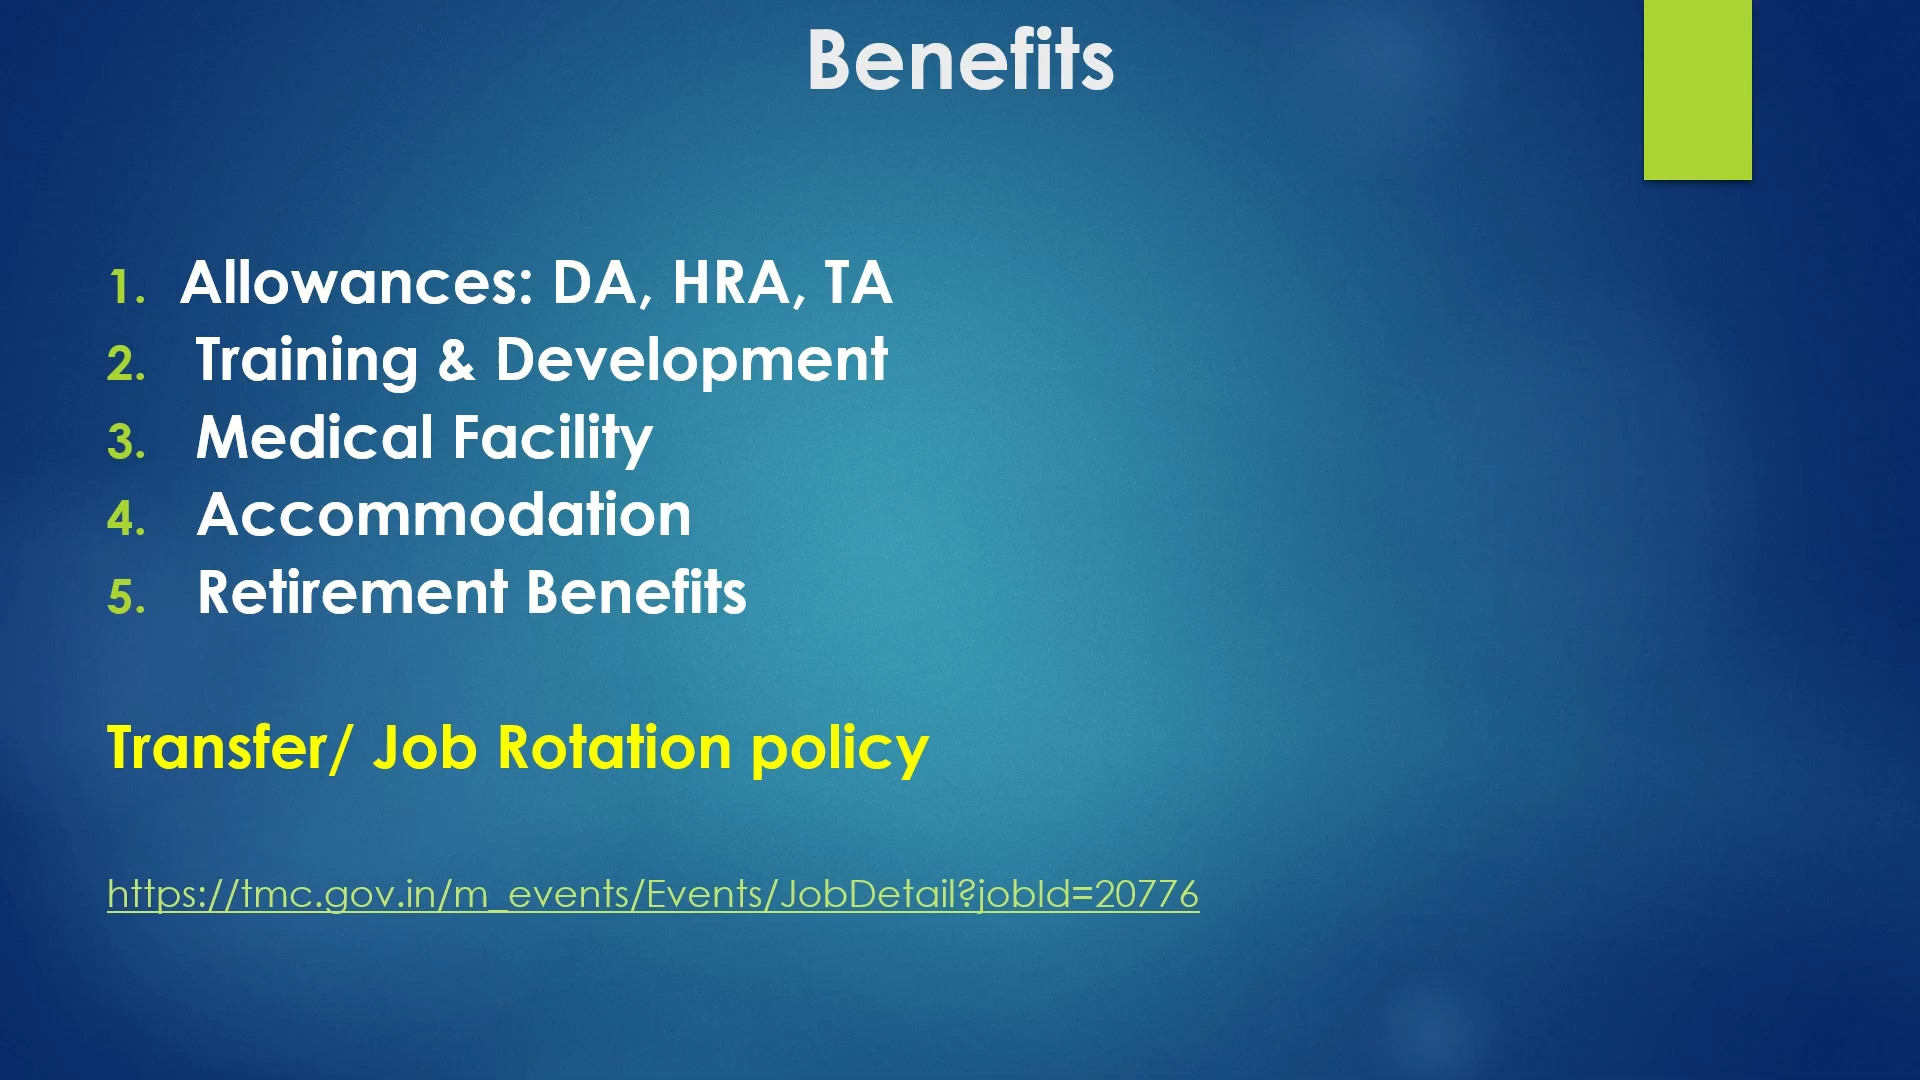 Benefits
1. Allowances: DA, HRA, TA
2. Training & Development
3. Medical Facility
4. Accommodation
5. Retirement Benefits
Transfer/ Job Rotation policy
https://tmc.gov.in/m_events/Events/JobDetail?jobId=20776